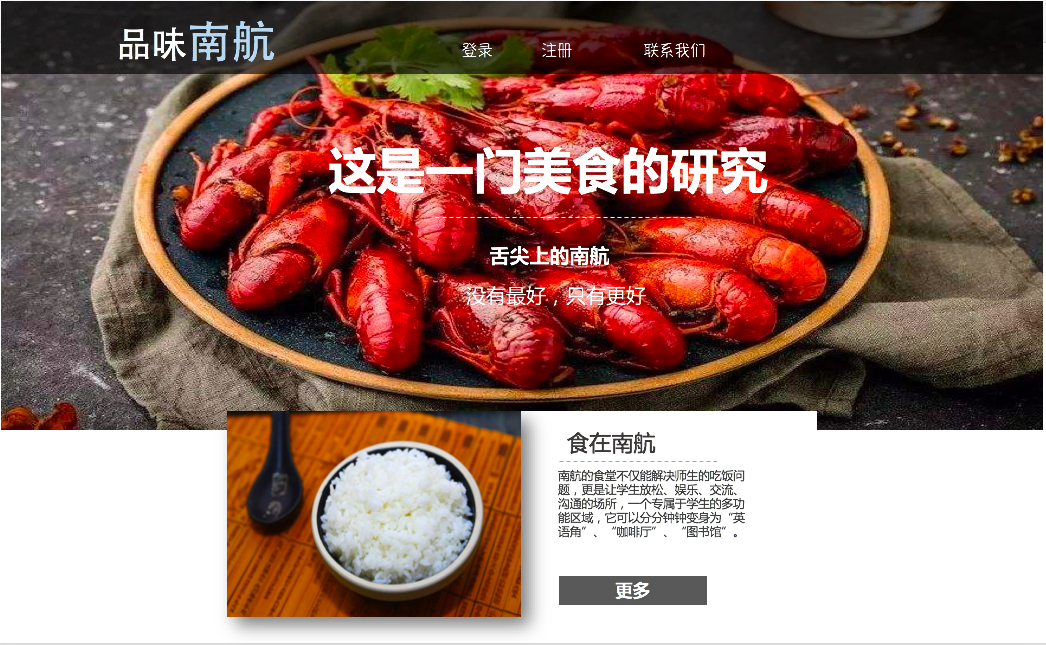 品味南航
登录 注册 联系我们
这是一门美食的研究
舌尖上的南航
没有最好，只有更好
食在南航
南航的食堂不仅能解决师生的吃饭问
题，更是让学生放松、娱乐、交流、
沟通的场所，一个专属于学生的多功
能区域，它可以分分钟钟变身为“英
语角”、“咖啡厅”、“图书馆”。
更多